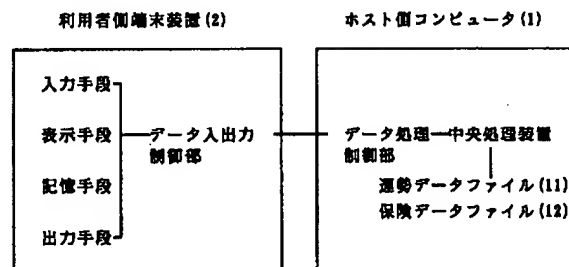 利用者側端末装置(2)
ホスト側コンピュータ(1)
入力手段
表示手段
データ入出力
制御部
データ処理
制御部
中央処理装置
記憶手段
運勢データファイル(11)
保険データファイル(12)
出力手段